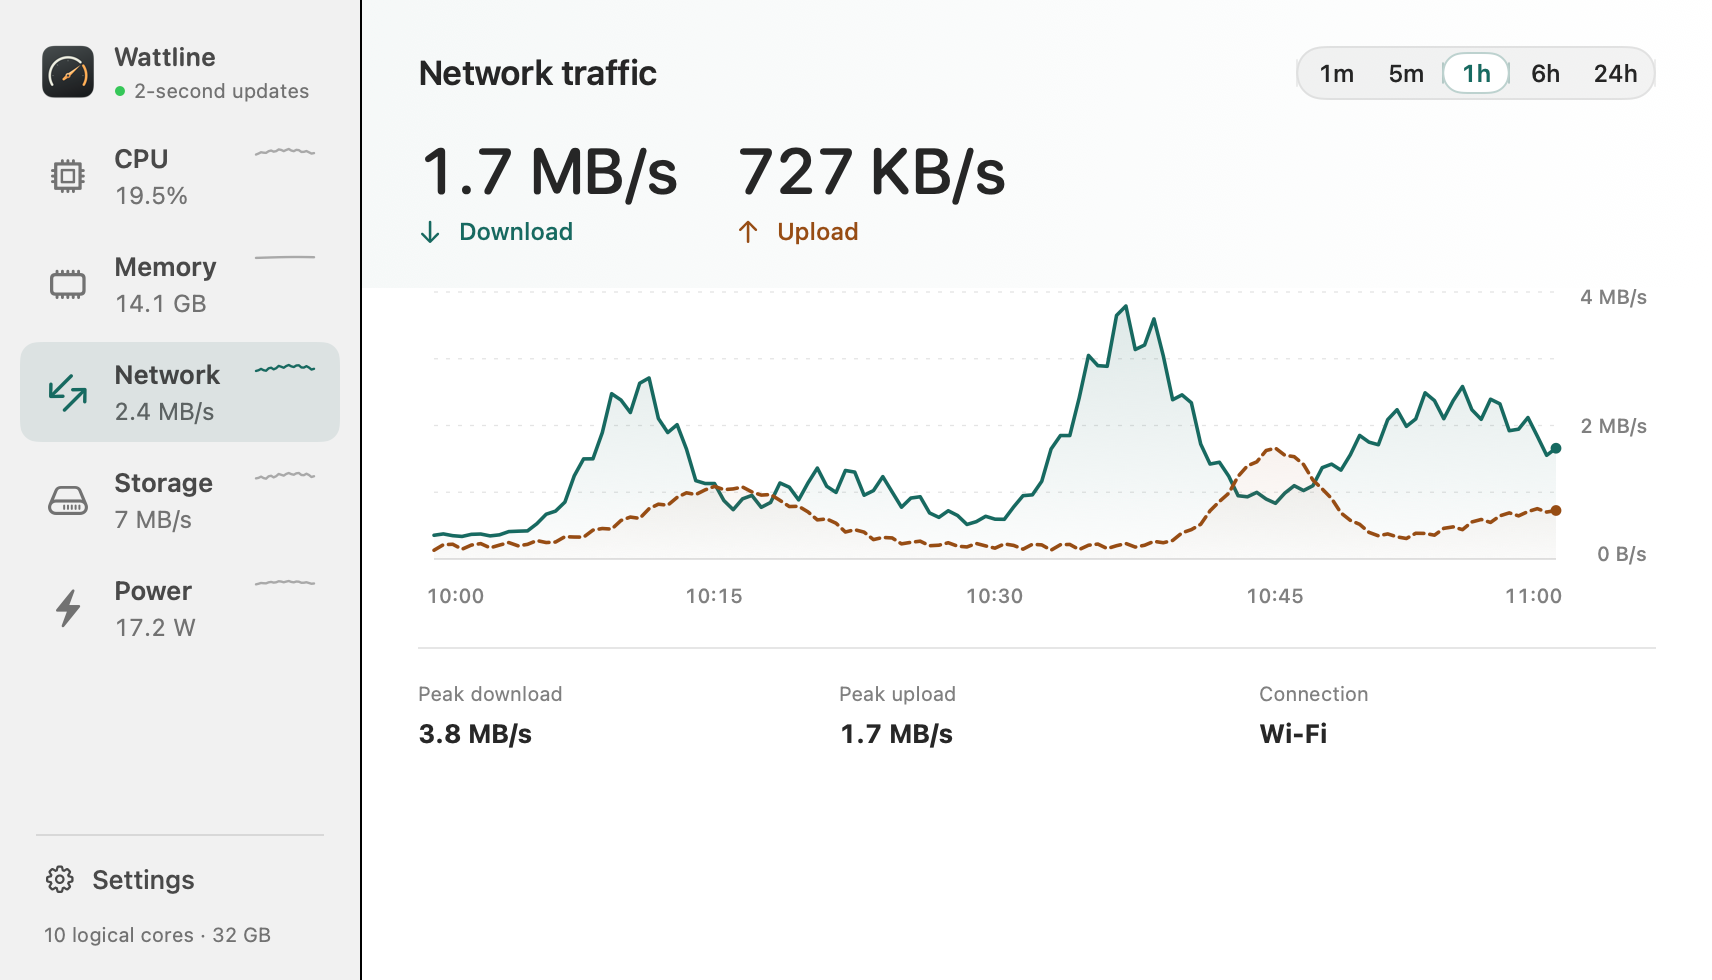 Wattline
2-second updates
CPU
19.5%
Memory
14.1 GB
Network
2.4 MB/s
Storage
7 MB/s
Power
17.2 W
Settings
10 logical cores · 32 GB
Network traffic
1m 5m 1h 6h 24h
1.7 MB/s 727 KB/s
Download Upload
4 MB/s
2 MB/s
0 B/s
10:00 10:15 10:30 10:45 11:00
Peak download Peak upload Connection
3.8 MB/s 1.7 MB/s Wi-Fi